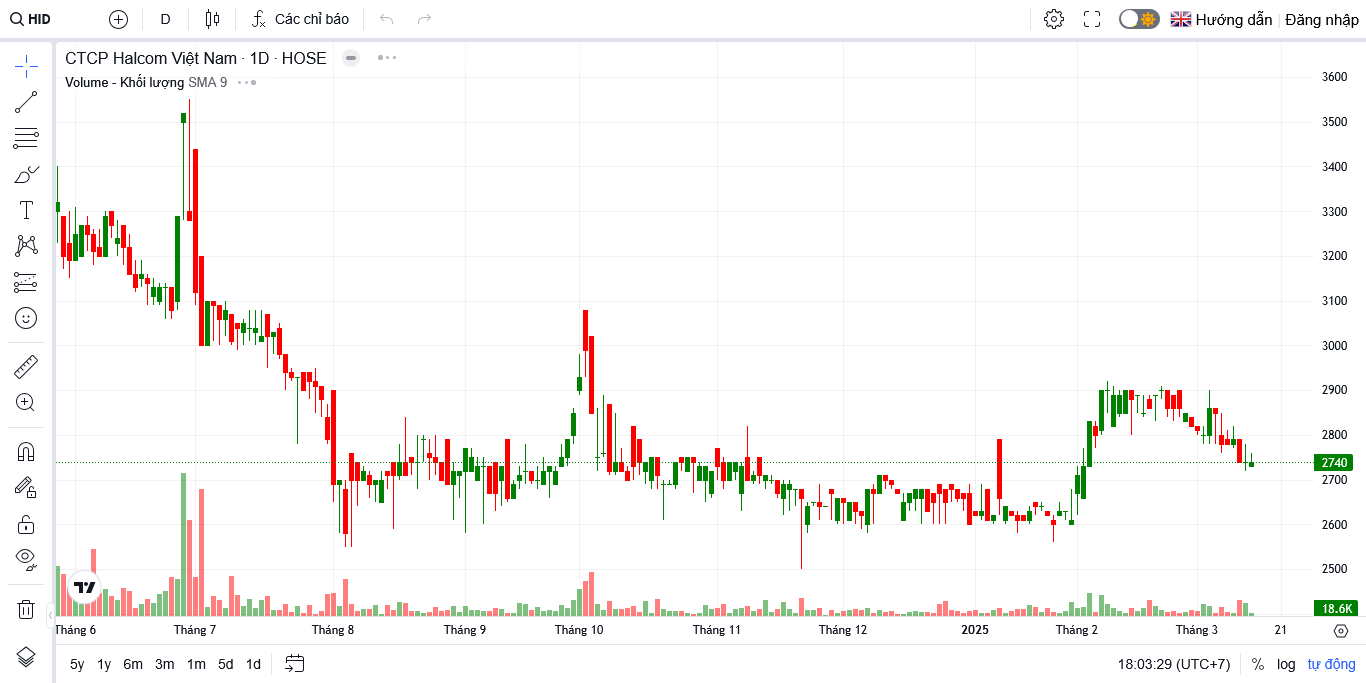 HID D Các chỉ báo Hướng dẫn Đăng nhập
CTCP Halcom Việt Nam · 1D · HOSE
Volume - Khối lượng SMA 9
3600
3500
3400
3300
3200
3100
3000
2900
2800
2740
2700
2600
2500
18.6K
Tháng 6 Tháng 7 Tháng 8 Tháng 9 Tháng 10 Tháng 11 Tháng 12 2025 Tháng 2 Tháng 3 21
5y 1y 6m 3m 1m 5d 1d 18:03:29 (UTC+7) % log tự động